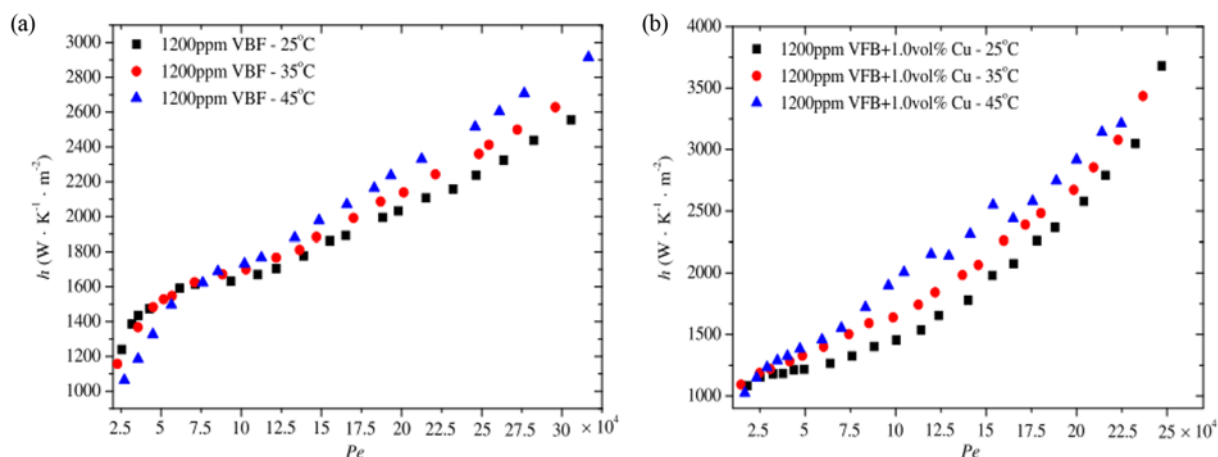 (a)
3000
2800
2600
2400
2200
2000
1800
1600
1400
1200
1000
h (W · K⁻¹ · m⁻²)
1200ppm VBF - 25°C
1200ppm VBF - 35°C
1200ppm VBF - 45°C
2.5 5 7.5 10 12.5 15 17.5 20 22.5 25 27.5 30 × 10⁴
Pe
(b)
4000
3500
3000
2500
2000
1500
1000
h (W · K⁻¹ · m⁻²)
1200ppm VFB+1.0vol% Cu - 25°C
1200ppm VFB+1.0vol% Cu - 35°C
1200ppm VFB+1.0vol% Cu - 45°C
2.5 5 7.5 10 12.5 15 17.5 20 22.5 25 × 10⁴
Pe